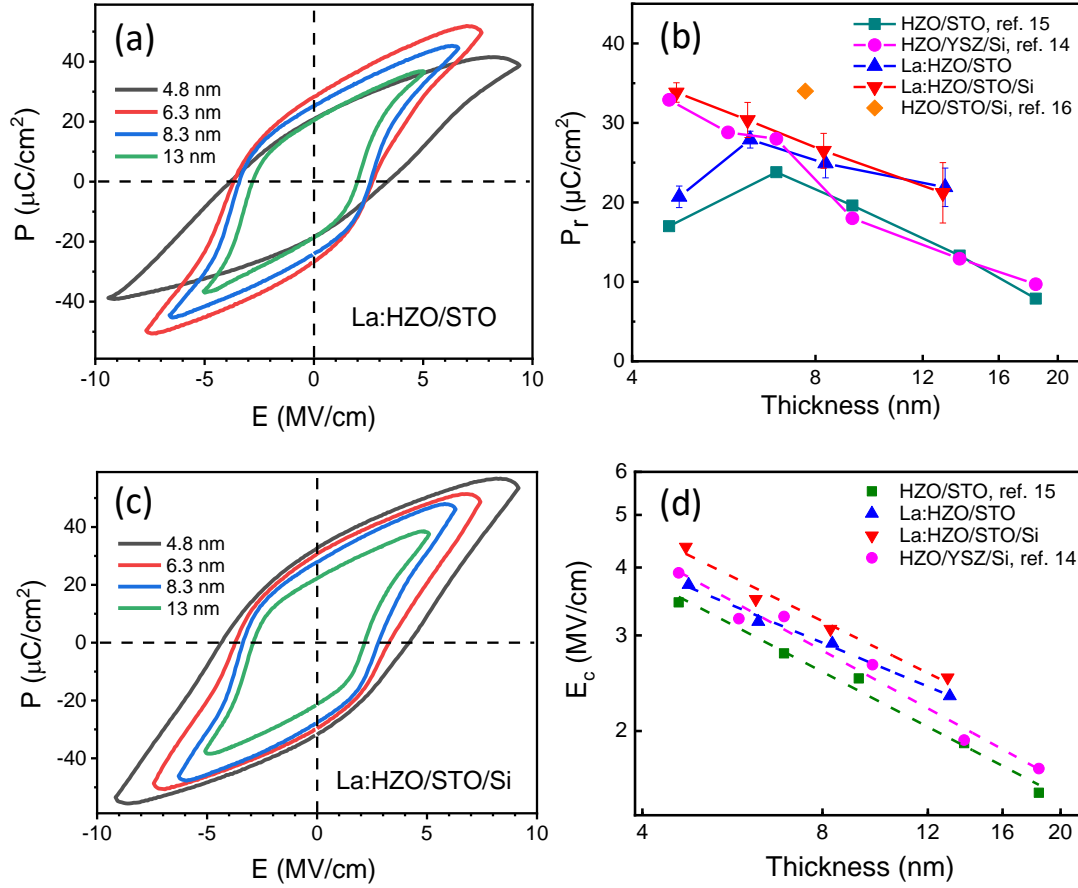 (a)
P (μC/cm²)
40
20
0
-20
-40
4.8 nm
6.3 nm
8.3 nm
13 nm
La:HZO/STO
-10
-5
0
5
10
E (MV/cm)
(b)
Pr (μC/cm²)
40
30
20
10
0
HZO/STO, ref. 15
HZO/YSZ/Si, ref. 14
La:HZO/STO
La:HZO/STO/Si
HZO/STO/Si, ref. 16
4
8
12
16
20
Thickness (nm)
(c)
P (μC/cm²)
40
20
0
-20
-40
4.8 nm
6.3 nm
8.3 nm
13 nm
La:HZO/STO/Si
-10
-5
0
5
10
E (MV/cm)
(d)
Ec (MV/cm)
6
5
4
3
2
HZO/STO, ref. 15
La:HZO/STO
La:HZO/STO/Si
HZO/YSZ/Si, ref. 14
4
8
12
16
20
Thickness (nm)